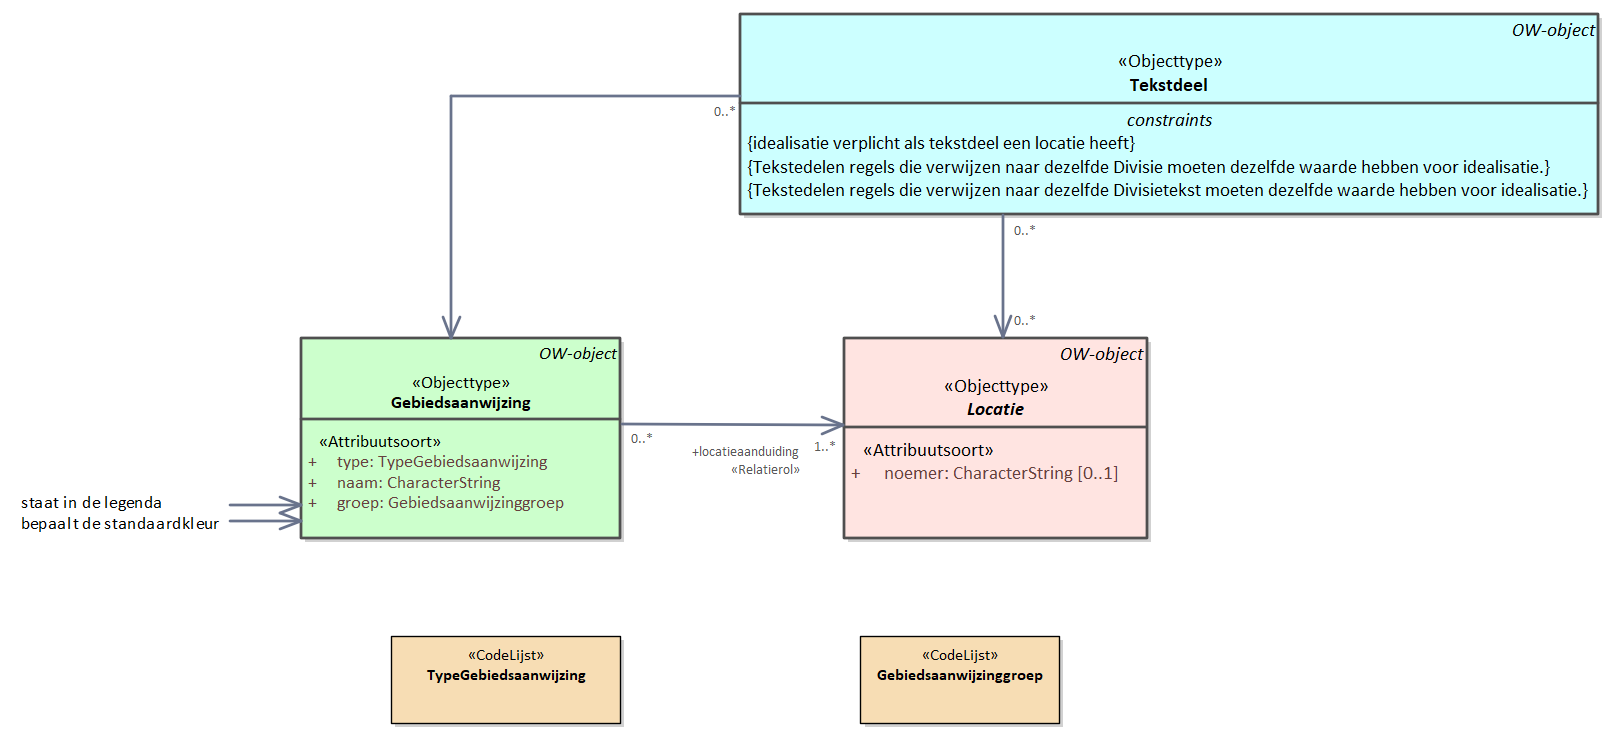 OW-object
«Objecttype»
Tekstdeel
constraints
{idealisatie verplicht als tekstdeel een locatie heeft}
{Tekstedelen regels die verwijzen naar dezelfde Divisie moeten dezelfde waarde hebben voor idealisatie.}
{Tekstedelen regels die verwijzen naar dezelfde Divisietekst moeten dezelfde waarde hebben voor idealisatie.}
0..*
0..*
0..*
OW-object
«Objecttype»
Gebiedsaanwijzing
«Attribuutsoort»
+ type: TypeGebiedsaanwijzing
+ naam: CharacterString
+ groep: Gebiedsaanwijzinggroep
staat in de legenda
bepaalt de standaardkleur
0..*
+locatieaanduiding
«Relatierol»
1..*
OW-object
«Objecttype»
Locatie
«Attribuutsoort»
+ noemer: CharacterString [0..1]
«CodeLijst»
TypeGebiedsaanwijzing
«CodeLijst»
Gebiedsaanwijzinggroep